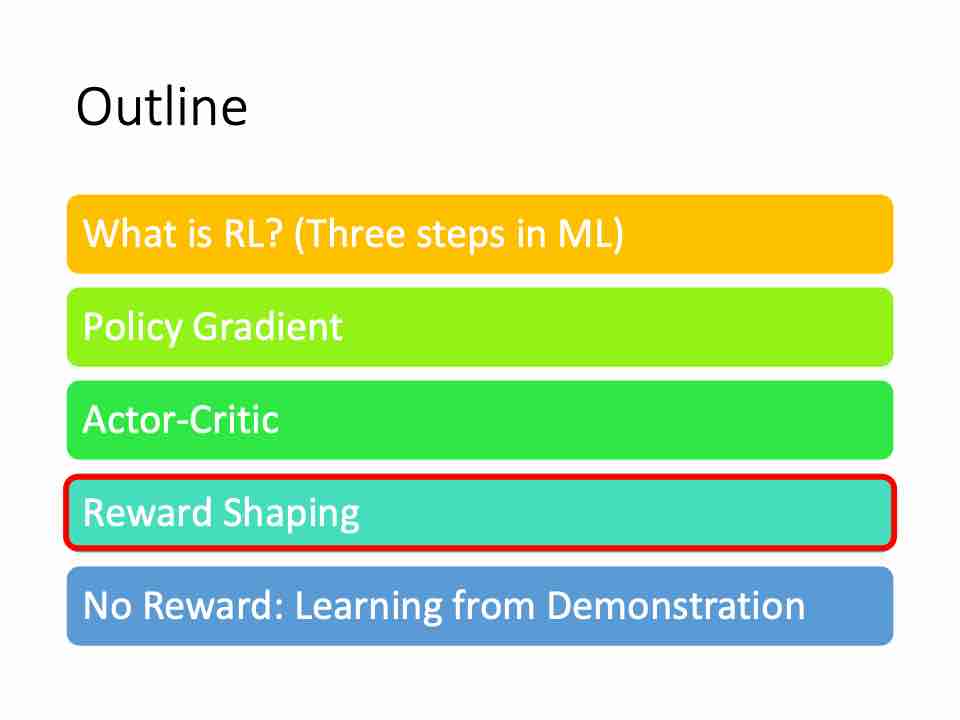 Outline
What is RL? (Three steps in ML)
Policy Gradient
Actor-Critic
Reward Shaping
No Reward: Learning from Demonstration